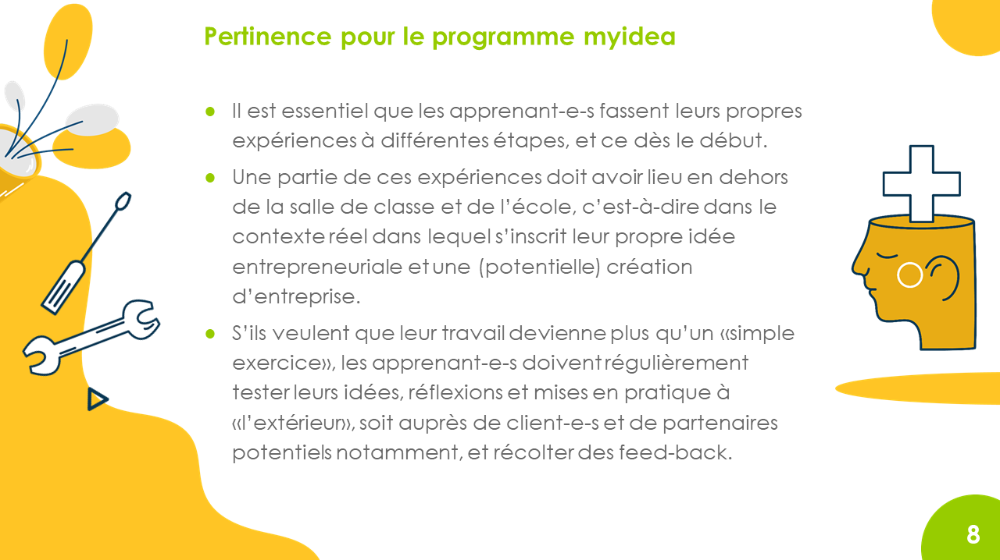 Pertinence pour le programme myidea
● Il est essentiel que les apprenant-e-s fassent leurs propres
expériences à différentes étapes, et ce dès le début.
● Une partie de ces expériences doit avoir lieu en dehors
de la salle de classe et de l’école, c’est-à-dire dans le
contexte réel dans lequel s’inscrit leur propre idée
entrepreneuriale et une (potentielle) création
d’entreprise.
● S’ils veulent que leur travail devienne plus qu’un «simple
exercice», les apprenant-e-s doivent régulièrement
tester leurs idées, réflexions et mises en pratique à
«l’extérieur», soit auprès de client-e-s et de partenaires
potentiels notamment, et récolter des feed-back.
8